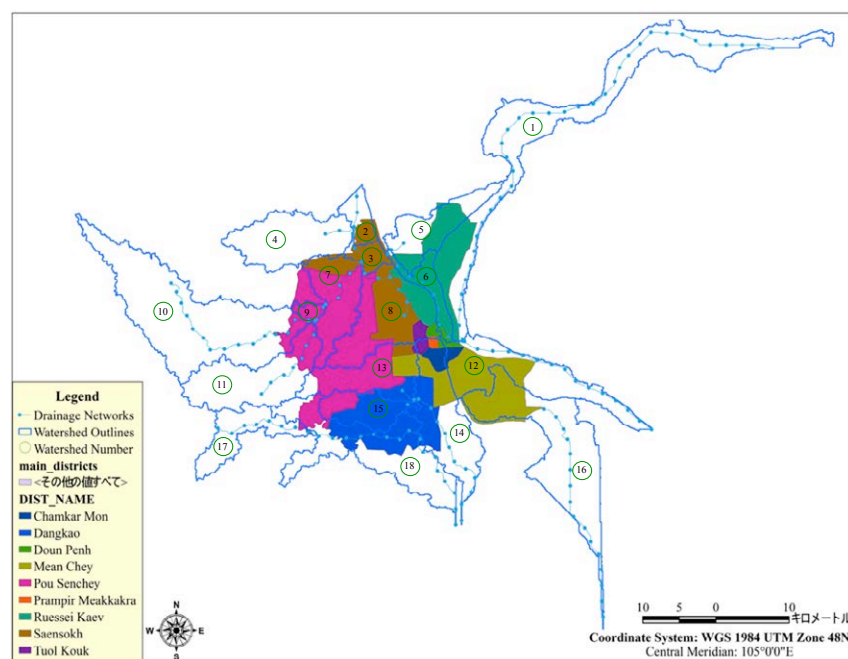 1
2
4
5
3
7
6
10
9
8
12
13
11
15
14
17
18
16
Legend
Drainage Networks
Watershed Outlines
Watershed Number
main_districts
<その他の値すべて>
DIST_NAME
Chamkar Mon
Dangkao
Doun Penh
Mean Chey
Pou Senchey
Prampir Meakkakra
Ruessei Kaev
Saensokh
Tuol Kouk
N
W E
S
10 5 0 10
キロメートル
Coordinate System: WGS 1984 UTM Zone 48N
Central Meridian: 105°0'0"E